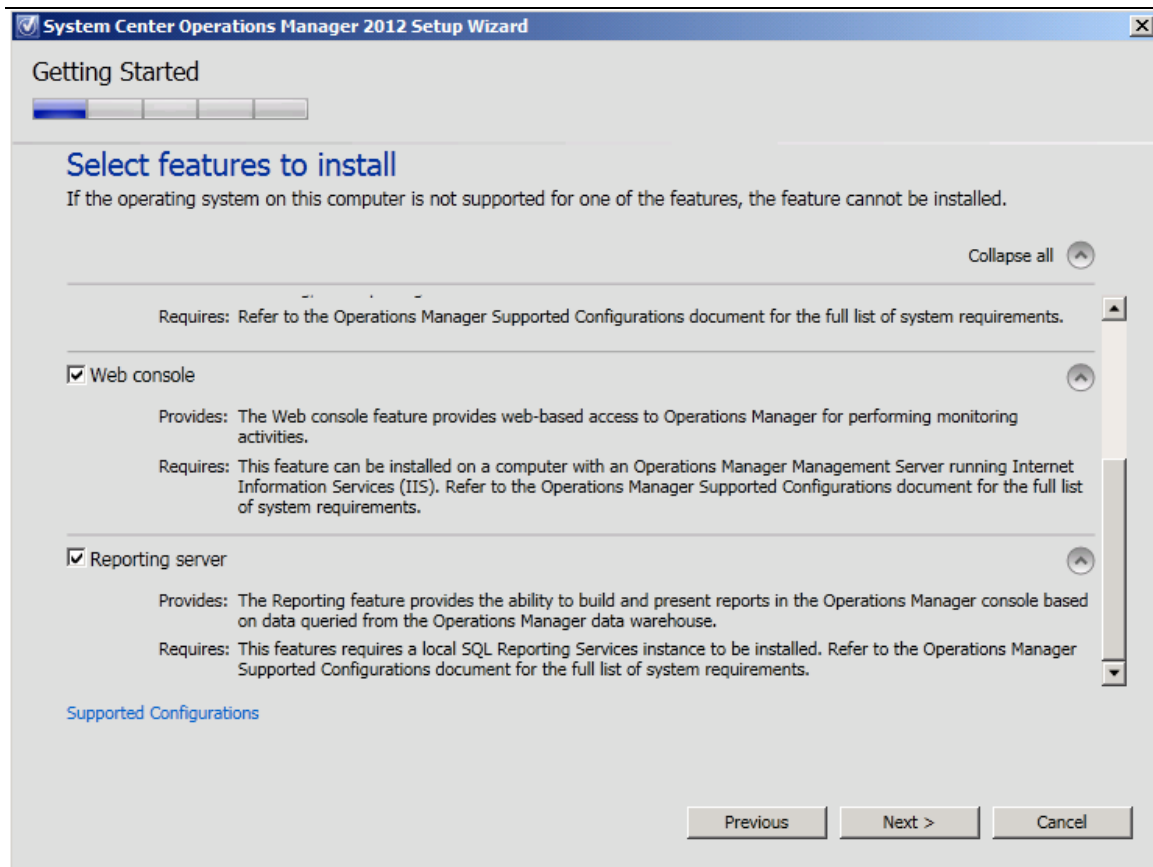 System Center Operations Manager 2012 Setup Wizard
Getting Started
Select features to install
If the operating system on this computer is not supported for one of the features, the feature cannot be installed.
Collapse all
Requires: Refer to the Operations Manager Supported Configurations document for the full list of system requirements.
Web console
Provides: The Web console feature provides web-based access to Operations Manager for performing monitoring
activities.
Requires: This feature can be installed on a computer with an Operations Manager Management Server running Internet
Information Services (IIS). Refer to the Operations Manager Supported Configurations document for the full list
of system requirements.
Reporting server
Provides: The Reporting feature provides the ability to build and present reports in the Operations Manager console based
on data queried from the Operations Manager data warehouse.
Requires: This features requires a local SQL Reporting Services instance to be installed. Refer to the Operations Manager
Supported Configurations document for the full list of system requirements.
Supported Configurations
Previous
Next >
Cancel